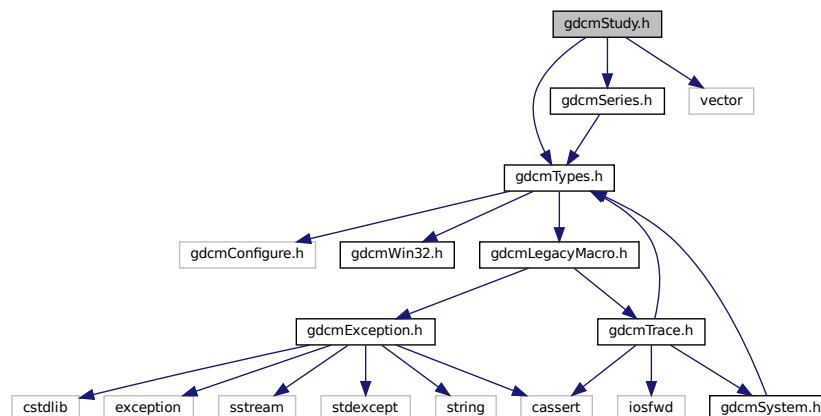 gdcmStudy.h
gdcmSeries.h
vector
gdcmTypes.h
gdcmConfigure.h
gdcmWin32.h
gdcmLegacyMacro.h
gdcmException.h
gdcmTrace.h
cstdlib
exception
sstream
stdexcept
string
cassert
iosfwd
gdcmSystem.h